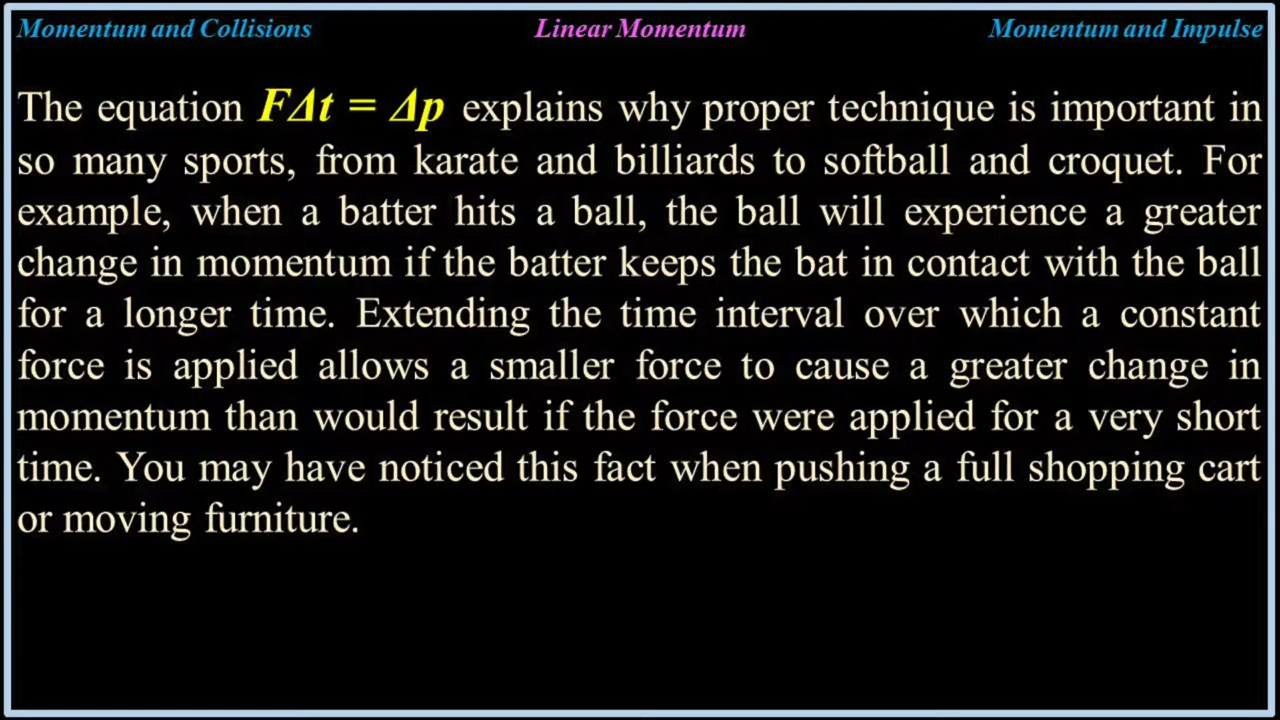 Momentum and Collisions Linear Momentum Momentum and Impulse
The equation FΔt = Δp explains why proper technique is important in
so many sports, from karate and billiards to softball and croquet. For
example, when a batter hits a ball, the ball will experience a greater
change in momentum if the batter keeps the bat in contact with the ball
for a longer time. Extending the time interval over which a constant
force is applied allows a smaller force to cause a greater change in
momentum than would result if the force were applied for a very short
time. You may have noticed this fact when pushing a full shopping cart
or moving furniture.